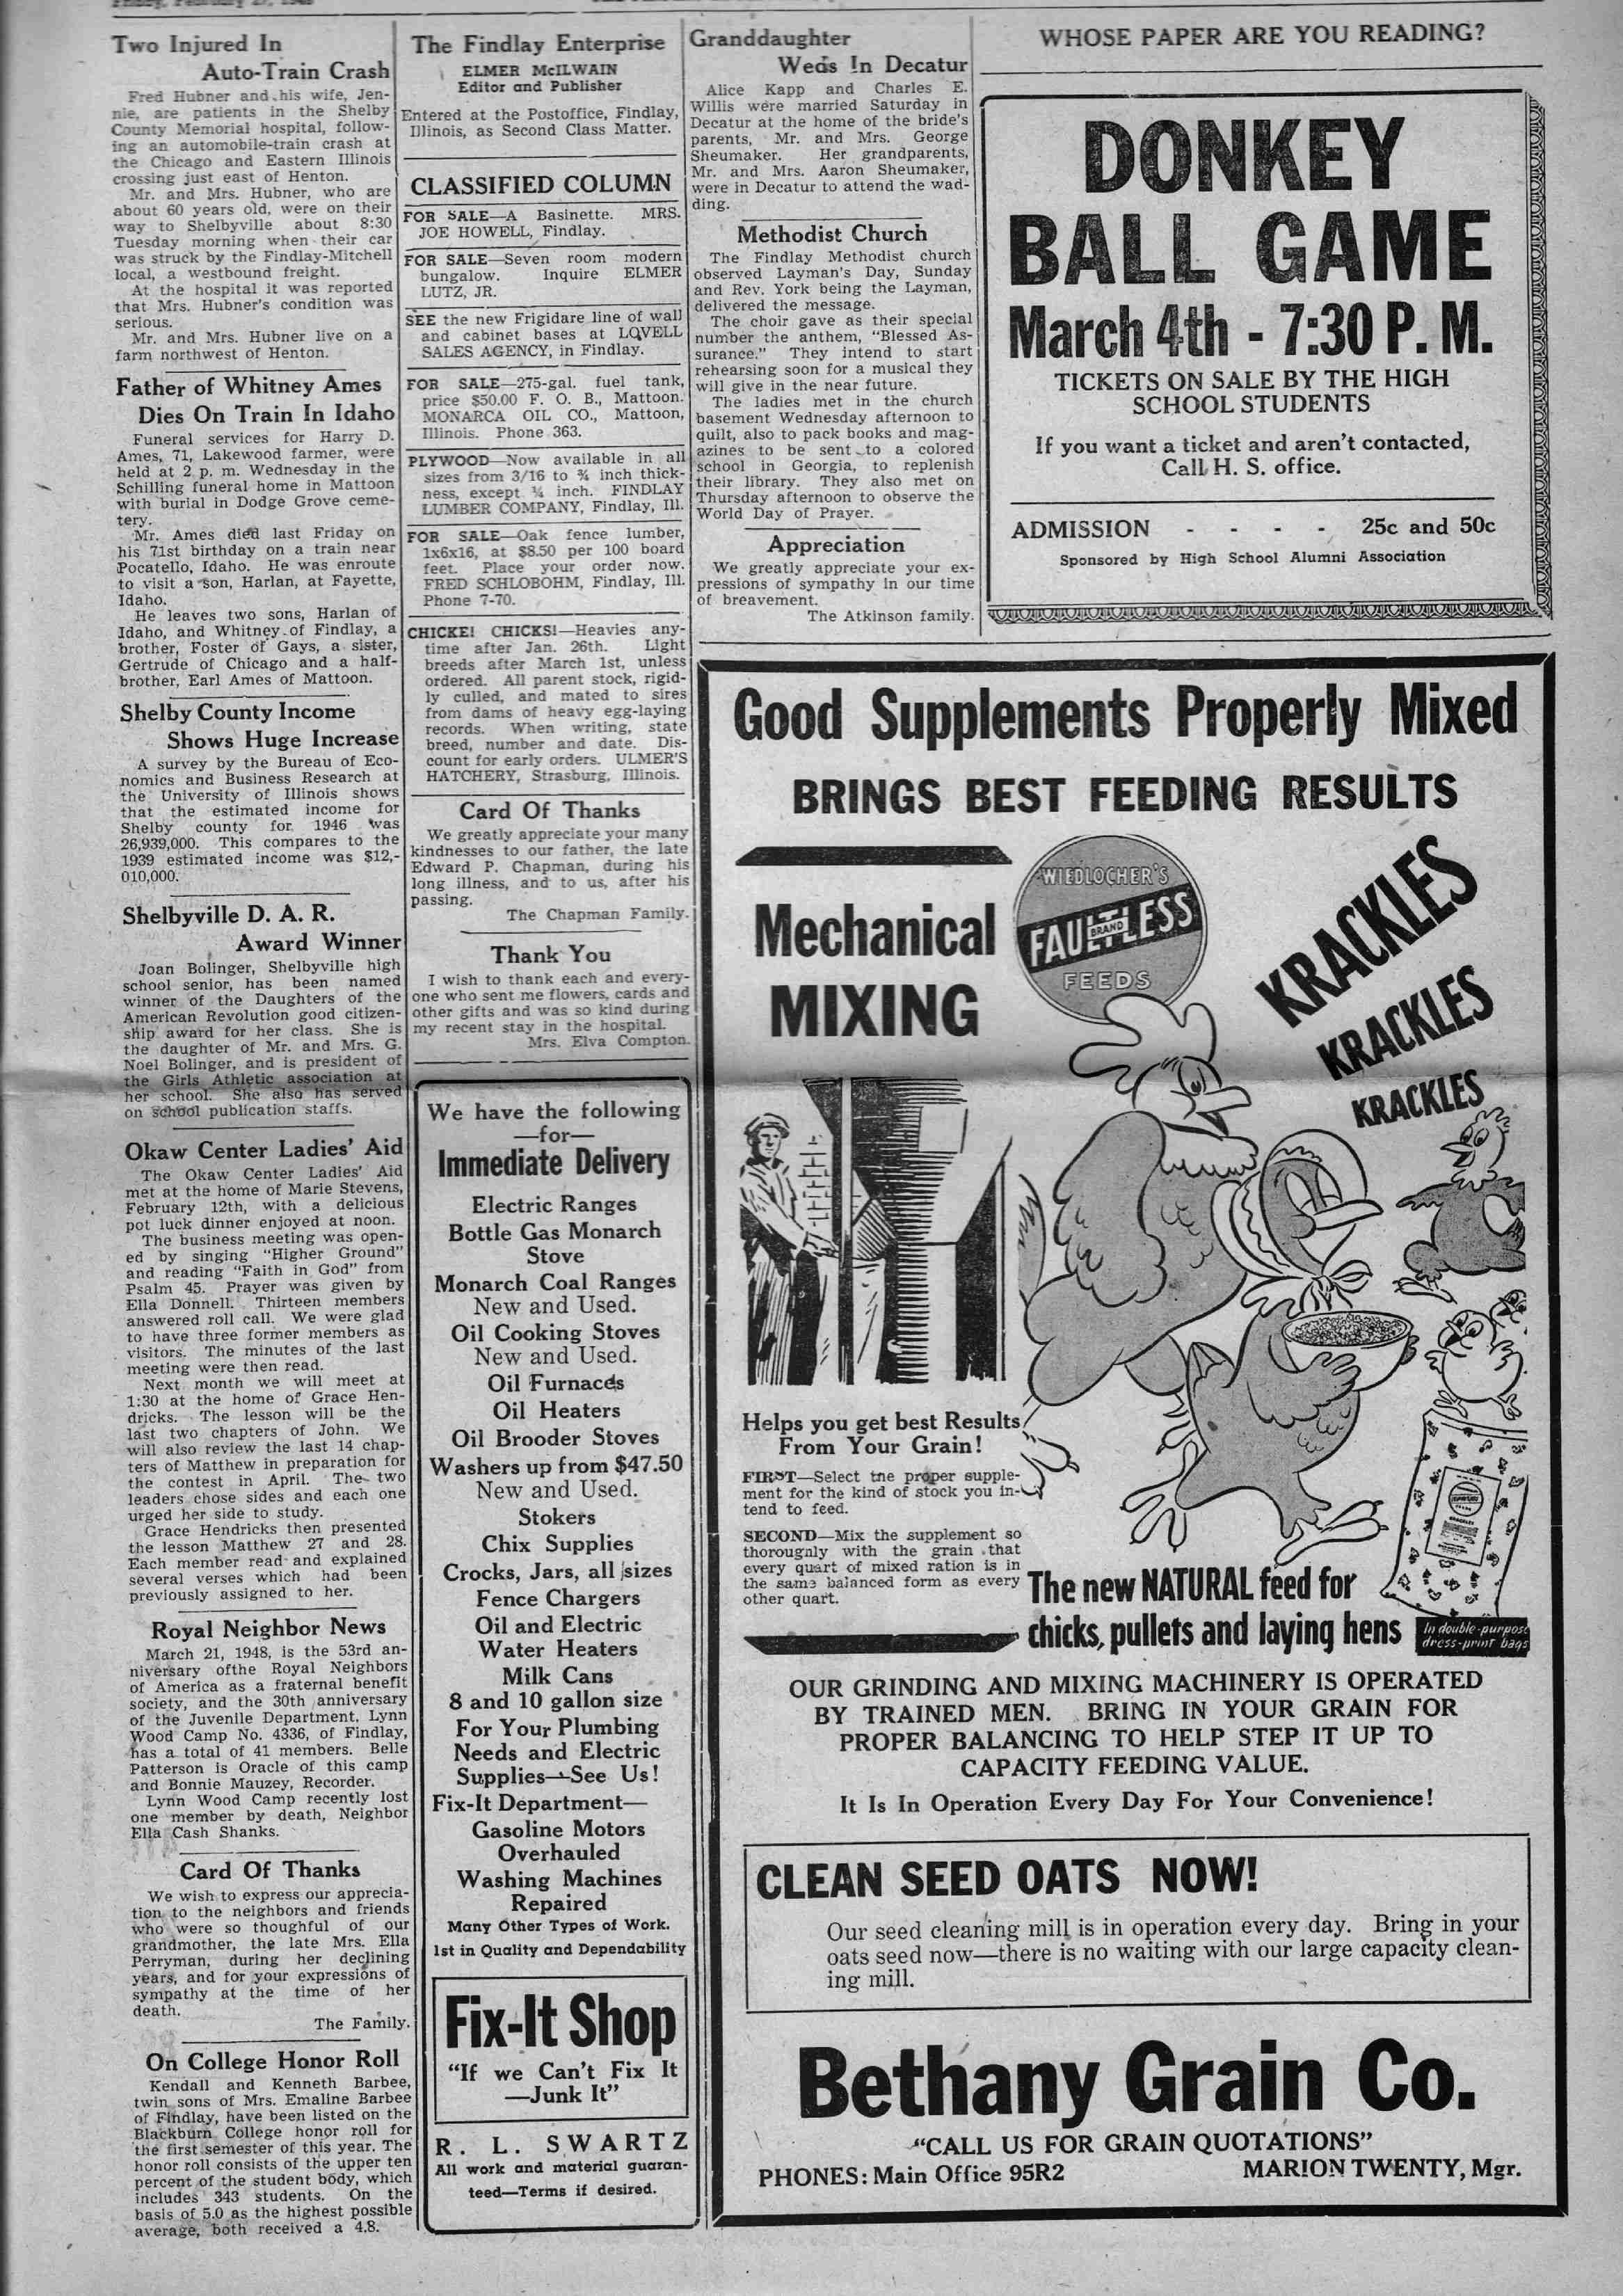 Friday, February 27, 1948
WHOSE PAPER ARE YOU READING?
Two Injured In
Auto-Train Crash
Fred Hubner and his wife, Jen-
nie, are patients in the Shelby
County Memorial hospital, follow-
ing an automobile-train crash at
the Chicago and Eastern Illinois
crossing just east of Henton.
Mr. and Mrs. Hubner, who are
about 60 years old, were on their
way to Shelbyville about 8:30
Tuesday morning when their car
was struck by the Findlay-Mitchell
local, a westbound freight.
At the hospital it was reported
that Mrs. Hubner's condition was
serious.
Mr. and Mrs. Hubner live on a
farm northwest of Henton.
Father of Whitney Ames
Dies On Train In Idaho
Funeral services for Harry D.
Ames, 71, Lakewood farmer, were
held at 2 p. m. Wednesday in the
Schilling funeral home in Mattoon
with burial in Dodge Grove ceme-
tery.
Mr. Ames died last Friday on
his 71st birthday on a train near
Pocatello, Idaho. He was enroute
to visit a son, Harlan, at Fayette,
Idaho.
He leaves two sons, Harlan of
Idaho, and Whitney of Findlay, a
brother, Foster of Gays, a sister,
Gertrude of Chicago and a half-
brother, Earl Ames of Mattoon.
Shelby County Income
Shows Huge Increase
A survey by the Bureau of Eco-
nomics and Business Research at
the University of Illinois shows
that the estimated income for
Shelby county for 1946 was
26,939,000. This compares to the
1939 estimated income was $12,-
010,000.
Shelbyville D. A. R.
Award Winner
Joan Bolinger, Shelbyville high
school senior, has been named
winner of the Daughters of the
American Revolution good citizen-
ship award for her class. She is
the daughter of Mr. and Mrs. G.
Noel Bolinger, and is president of
the Girls Athletic association at
her school. She also has served
on school publication staffs.
Okaw Center Ladies' Aid
The Okaw Center Ladies' Aid
met at the home of Marie Stevens,
February 12th, with a delicious
pot luck dinner enjoyed at noon.
The business meeting was open-
ed by singing "Higher Ground"
and reading "Faith in God" from
Psalm 45. Prayer was given by
Ella Donnell. Thirteen members
answered roll call. We were glad
to have three former members as
visitors. The minutes of the last
meeting were then read.
Next month we will meet at
1:30 at the home of Grace Hen-
dricks. The lesson will be the
last two chapters of John. We
will also review the last 14 chap-
ters of Matthew in preparation for
the contest in April. The two
leaders chose sides and each one
urged her side to study.
Grace Hendricks then presented
the lesson Matthew 27 and 28.
Each member read and explained
several verses which had been
previously assigned to her.
Royal Neighbor News
March 21, 1948, is the 53rd an-
niversary ofthe Royal Neighbors
of America as a fraternal benefit
society, and the 30th anniversary
of the Juvenile Department. Lynn
Wood Camp No. 4336, of Findlay,
has a total of 41 members. Belle
Patterson is Oracle of this camp
and Bonnie Mauzey, Recorder.
Lynn Wood Camp recently lost
one member by death, Neighbor
Ella Cash Shanks.
Card Of Thanks
We wish to express our apprecia-
tion to the neighbors and friends
who were so thoughful of our
grandmother, the late Mrs. Ella
Perryman, during her declining
years, and for your expressions of
sympathy at the time of her
death.
The Family.
On College Honor Roll
Kendall and Kenneth Barbee,
twin sons of Mrs. Emaline Barbee
of Findlay, have been listed on the
Blackburn College honor roll for
the first semester of this year. The
honor roll consists of the upper ten
percent of the student body, which
includes 343 students. On the
basis of 5.0 as the highest possible
average, both received a 4.8.
The Findlay Enterprise
ELMER McILWAIN
Editor and Publisher
Entered at the Postoffice, Findlay,
Illinois, as Second Class Matter.
CLASSIFIED COLUMN
FOR SALE—A Basinette. MRS.
JOE HOWELL, Findlay.
FOR SALE—Seven room modern
bungalow. Inquire ELMER
LUTZ, JR.
SEE the new Frigidare line of wall
and cabinet bases at LOVELL
SALES AGENCY, in Findlay.
FOR SALE—275-gal. fuel tank,
price $50.00 F. O. B., Mattoon.
MONARCA OIL CO., Mattoon,
Illinois. Phone 363.
PLYWOOD—Now available in all
sizes from 3/16 to ¾ inch thick-
ness, except ¼ inch. FINDLAY
LUMBER COMPANY, Findlay, Ill.
FOR SALE—Oak fence lumber,
1x6x16, at $8.50 per 100 board
feet. Place your order now.
FRED SCHLOBOHM, Findlay, Ill.
Phone 7-70.
CHICKE! CHICKS!—Heavies any-
time after Jan. 26th. Light
breeds after March 1st, unless
ordered. All parent stock, rigid-
ly culled, and mated to sires
from dams of heavy egg-laying
records. When writing, state
breed, number and date. Dis-
count for early orders. ULMER'S
HATCHERY, Strasburg, Illinois.
Card Of Thanks
We greatly appreciate your many
kindnesses to our father, the late
Edward P. Chapman, during his
long illness, and to us, after his
passing.
The Chapman Family.
Thank You
I wish to thank each and every-
one who sent me flowers, cards and
other gifts and was so kind during
my recent stay in the hospital.
Mrs. Elva Compton.
We have the following
—for—
Immediate Delivery
Electric Ranges
Bottle Gas Monarch
Stove
Monarch Coal Ranges
New and Used.
Oil Cooking Stoves
New and Used.
Oil Furnaces
Oil Heaters
Oil Brooder Stoves
Washers up from $47.50
New and Used.
Stokers
Chix Supplies
Crocks, Jars, all sizes
Fence Chargers
Oil and Electric
Water Heaters
Milk Cans
8 and 10 gallon size
For Your Plumbing
Needs and Electric
Supplies—See Us!
Fix-It Department—
Gasoline Motors
Overhauled
Washing Machines
Repaired
Many Other Types of Work.
1st in Quality and Dependability
Fix-It Shop
"If we Can't Fix It
—Junk It"
R. L. SWARTZ
All work and material guaran-
teed—Terms if desired.
Granddaughter
Weds In Decatur
Alice Kapp and Charles E.
Willis were married Saturday in
Decatur at the home of the bride's
parents, Mr. and Mrs. George
Sheumaker. Her grandparents,
Mr. and Mrs. Aaron Sheumaker,
were in Decatur to attend the wad-
ding.
Methodist Church
The Findlay Methodist church
observed Layman's Day, Sunday
and Rev. York being the Layman,
delivered the message.
The choir gave as their special
number the anthem, "Blessed As-
surance." They intend to start
rehearsing soon for a musical they
will give in the near future.
The ladies met in the church
basement Wednesday afternoon to
quilt, also to pack books and mag-
azines to be sent to a colored
school in Georgia, to replenish
their library. They also met on
Thursday afternoon to observe the
World Day of Prayer.
Appreciation
We greatly appreciate your ex-
pressions of sympathy in our time
of breavement.
The Atkinson family.
DONKEY
BALL GAME
March 4th - 7:30 P. M.
TICKETS ON SALE BY THE HIGH
SCHOOL STUDENTS
If you want a ticket and aren't contacted,
Call H. S. office.
ADMISSION - - - - 25c and 50c
Sponsored by High School Alumni Association
Good Supplements Properly Mixed
BRINGS BEST FEEDING RESULTS
Mechanical
MIXING
WIEDLOCHER'S
FAULTLESS
BRAND
FEEDS
KRACKLES
KRACKLES
KRACKLES
Helps you get best Results
From Your Grain!
FIRST—Select tne proper supple-
ment for the kind of stock you in-
tend to feed.
SECOND—Mix the supplement so
thorougnly with the grain that
every quart of mixed ration is in
the same balanced form as every
other quart.
The new NATURAL feed for
chicks, pullets and laying hens
In double-purpose
dress-print bags
OUR GRINDING AND MIXING MACHINERY IS OPERATED
BY TRAINED MEN. BRING IN YOUR GRAIN FOR
PROPER BALANCING TO HELP STEP IT UP TO
CAPACITY FEEDING VALUE.
It Is In Operation Every Day For Your Convenience!
CLEAN SEED OATS NOW!
Our seed cleaning mill is in operation every day. Bring in your
oats seed now—there is no waiting with our large capacity clean-
ing mill.
Bethany Grain Co.
"CALL US FOR GRAIN QUOTATIONS"
PHONES: Main Office 95R2
MARION TWENTY, Mgr.